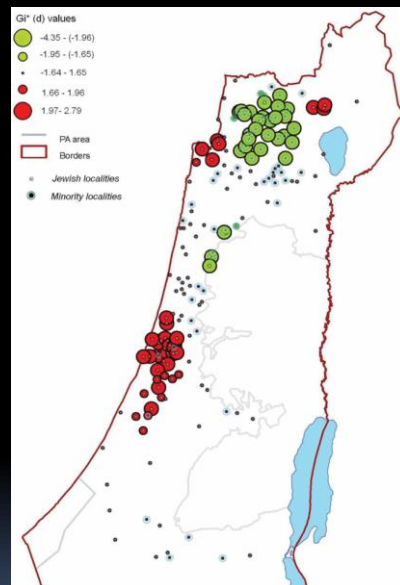 Gi* (d) values
-4.35 - (-1.96)
-1.95 - (-1.65)
-1.64 - 1.65
1.66 - 1.96
1.97- 2.79
PA area
Borders
Jewish localities
Minority localities